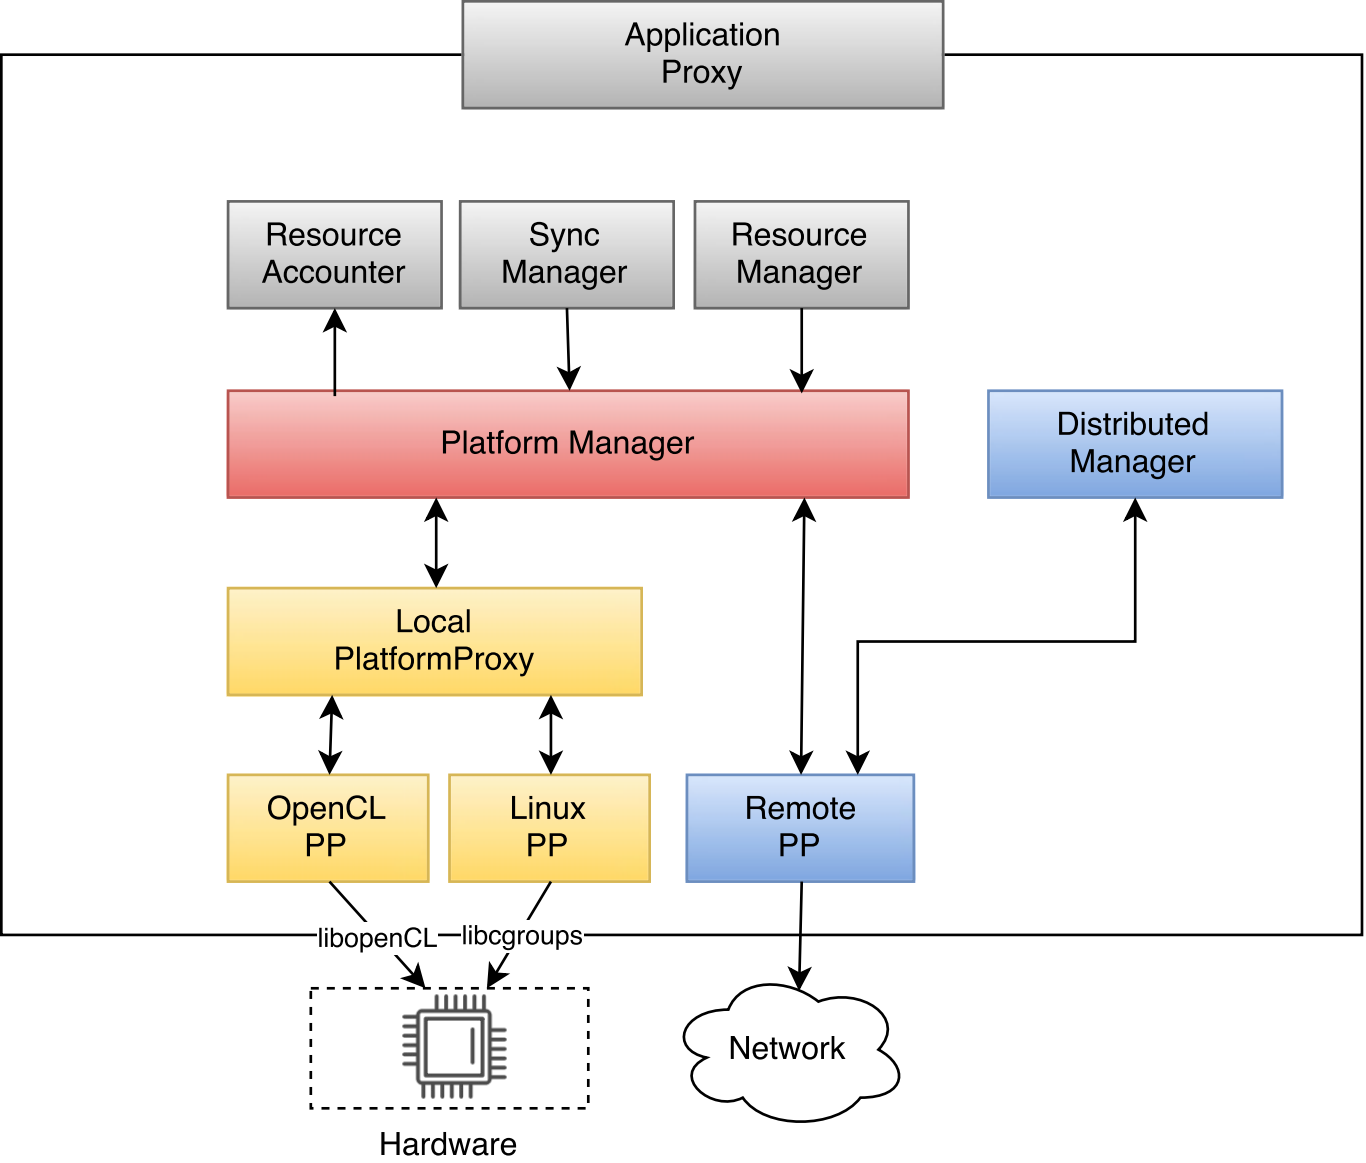 Application
Proxy
Resource
Accounter
Sync
Manager
Resource
Manager
Platform Manager
Distributed
Manager
Local
PlatformProxy
OpenCL
PP
Linux
PP
Remote
PP
libopenCL
libcgroups
Network
Hardware